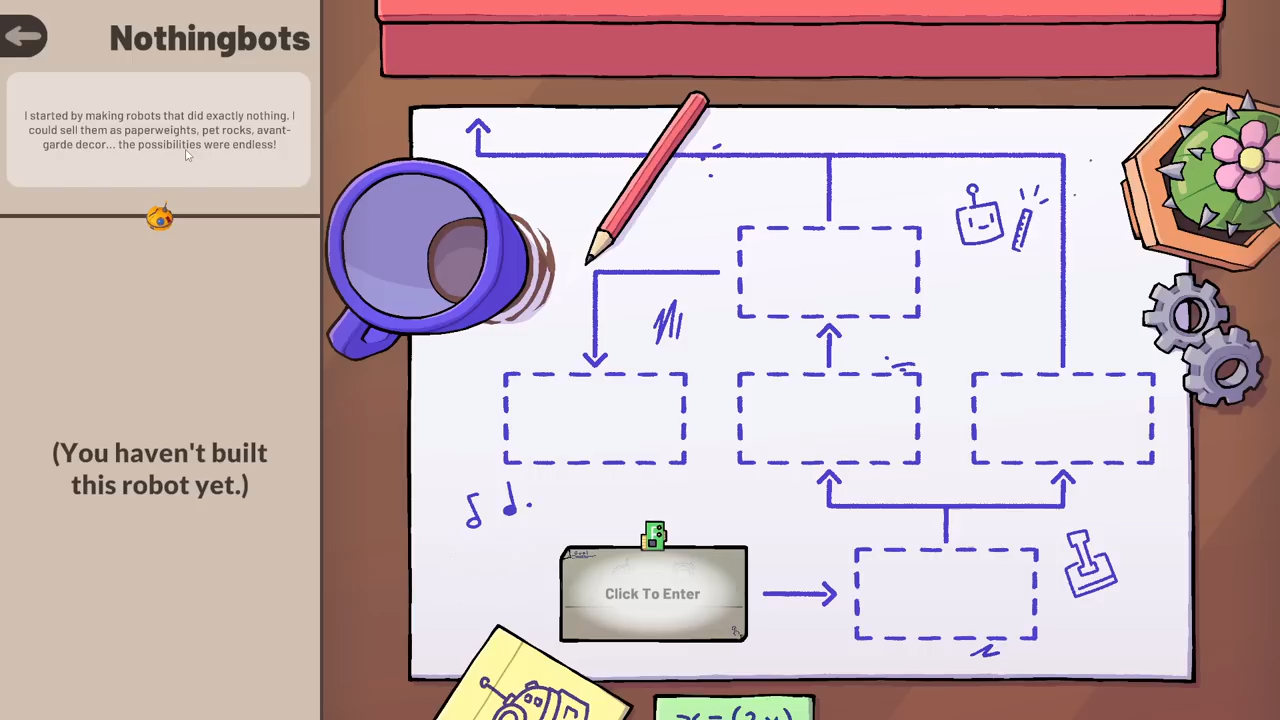 Nothingbots
I started by making robots that did exactly nothing. I
could sell them as paperweights, pet rocks, avant-
garde decor... the possibilities were endless!
(You haven't built
this robot yet.)
Click To Enter